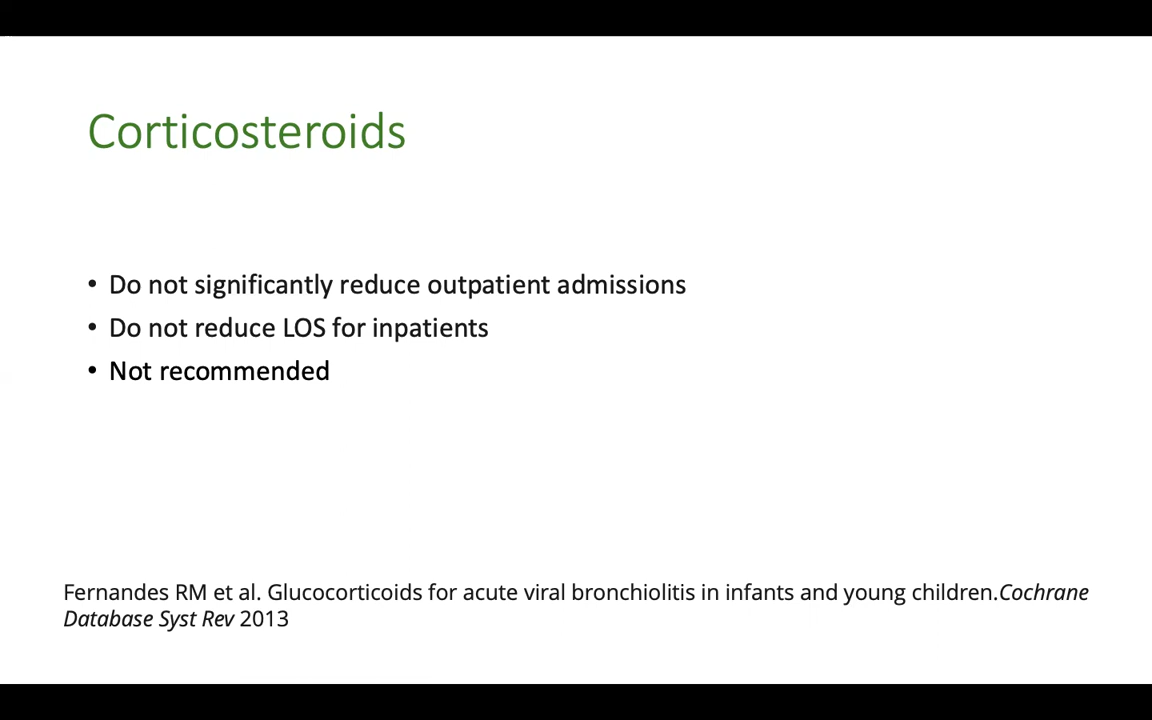 Corticosteroids
• Do not significantly reduce outpatient admissions
• Do not reduce LOS for inpatients
• Not recommended
Fernandes RM et al. Glucocorticoids for acute viral bronchiolitis in infants and young children.Cochrane
Database Syst Rev 2013